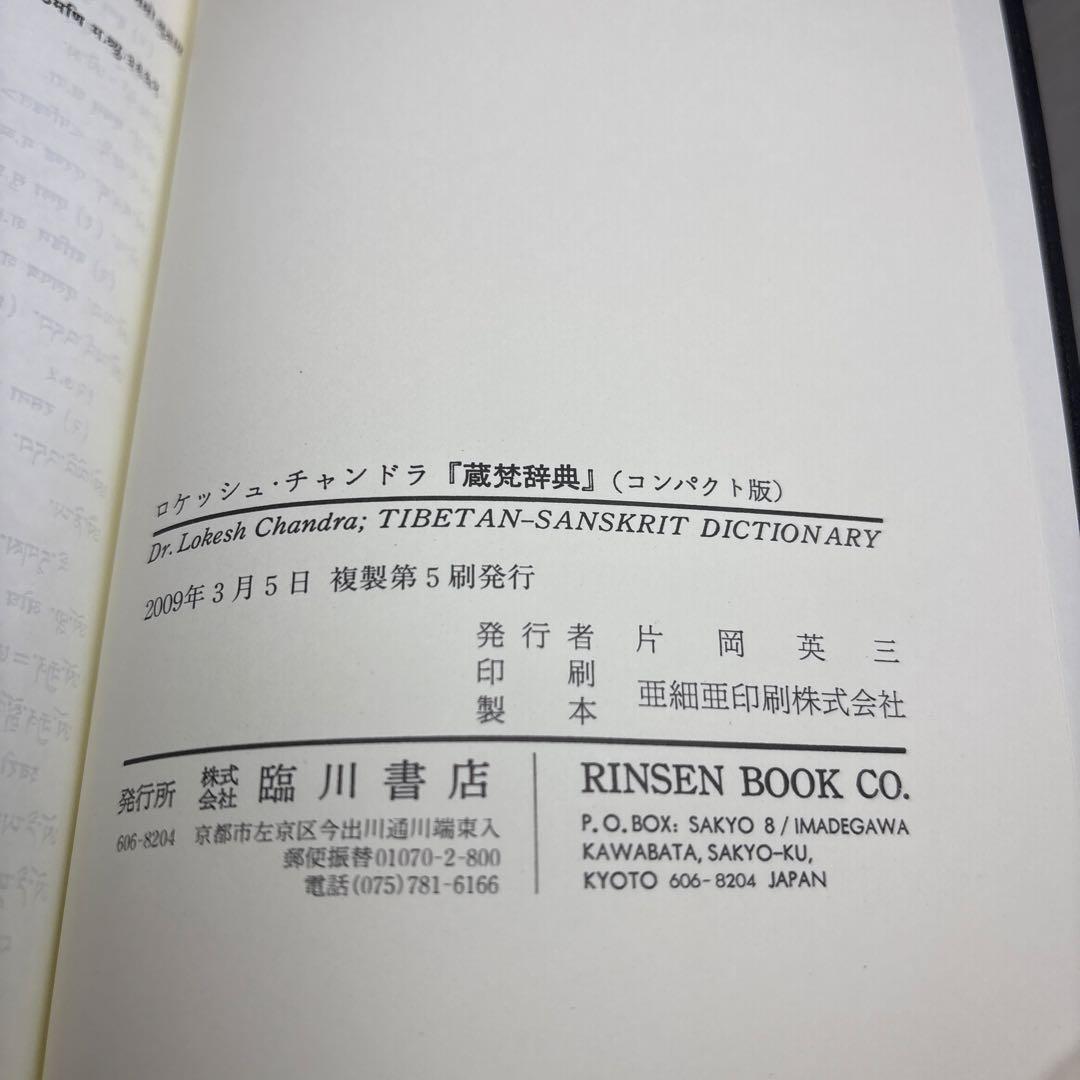 ロケッシュ・チャンドラ『蔵梵辞典』(コンパクト版)
Dr. Lokesh Chandra; TIBETAN–SANSKRIT DICTIONARY
2009年3月5日 複製第5刷発行
発行者 片岡英三
印刷
製本 亜細亜印刷株式会社
発行所 株式会社 臨川書店
606-8204 京都市左京区今出川通川端東入
郵便振替01070-2-800
電話(075)781-6166
RINSEN BOOK CO.
P.O.BOX: SAKYO 8/IMADEGAWA
KAWABATA, SAKYO-KU,
KYOTO 606-8204 JAPAN